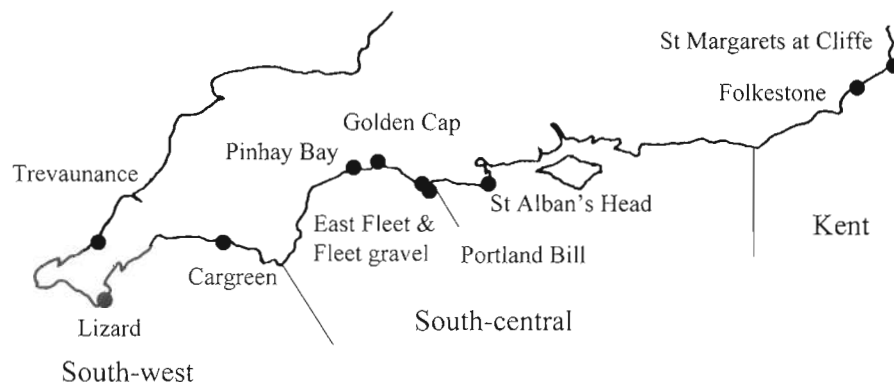 St Margarets at Cliffe
Folkestone
Golden Cap
Pinhay Bay
Trevaunance
St Alban's Head
East Fleet &
Fleet gravel
Portland Bill
Kent
Cargreen
Lizard
South-central
South-west